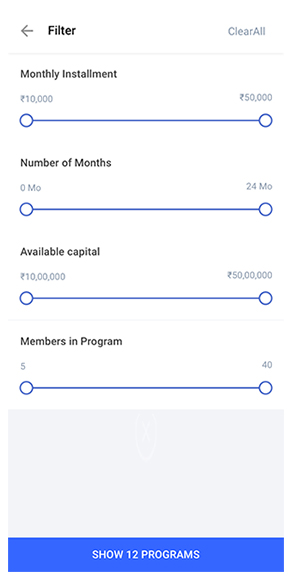 Filter ClearAll
Monthly Installment
₹10,000 ₹50,000
Number of Months
0 Mo 24 Mo
Available capital
₹10,00,000 ₹50,00,000
Members in Program
5 40
SHOW 12 PROGRAMS